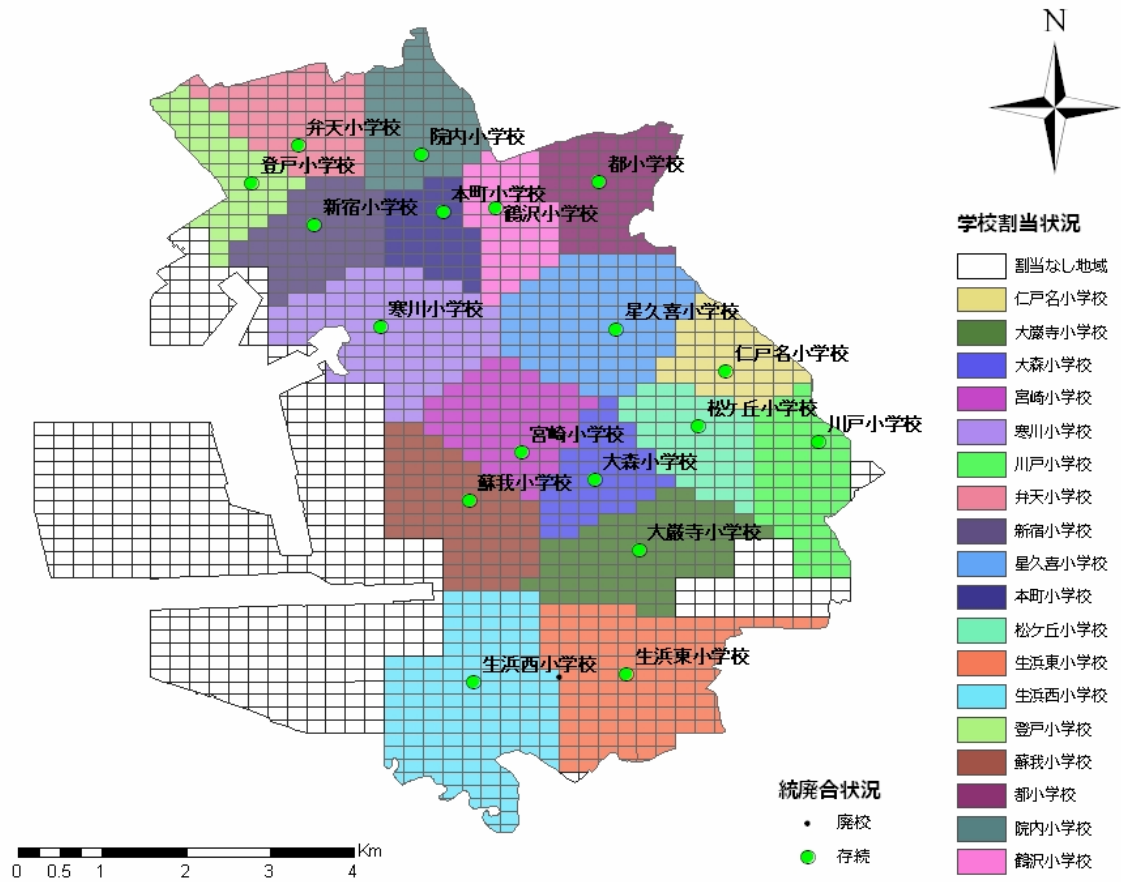 N
弁天小学校
院内小学校
登戸小学校
都小学校
本町小学校
新宿小学校
鶴沢小学校
寒川小学校
星久喜小学校
仁戸名小学校
松ケ丘小学校
川戸小学校
宮崎小学校
大森小学校
蘇我小学校
大巌寺小学校
生浜西小学校
生浜東小学校
学校割当状況
割当なし地域
仁戸名小学校
大巌寺小学校
大森小学校
宮崎小学校
寒川小学校
川戸小学校
弁天小学校
新宿小学校
星久喜小学校
本町小学校
松ケ丘小学校
生浜東小学校
生浜西小学校
登戸小学校
蘇我小学校
都小学校
院内小学校
鶴沢小学校
統廃合状況
廃校
存続
Km
0 0.5 1 2 3 4